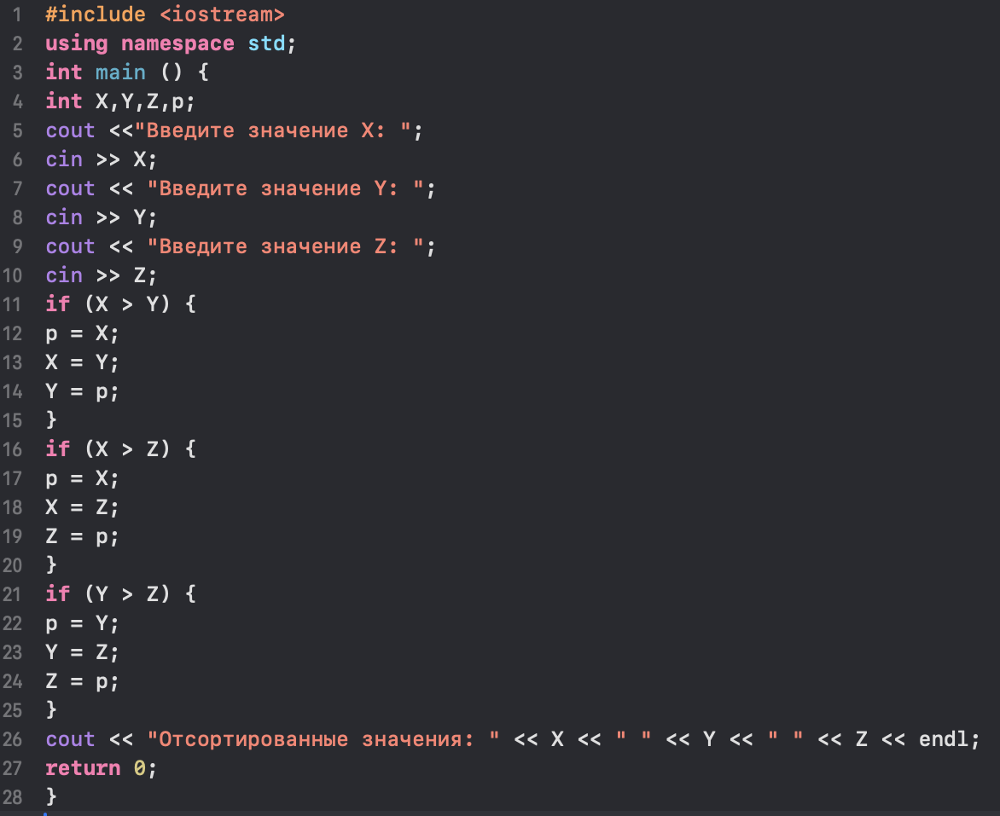 1 #include <iostream>
2 using namespace std;
3 int main () {
4 int X,Y,Z,p;
5 cout <<"Введите значение X: ";
6 cin >> X;
7 cout << "Введите значение Y: ";
8 cin >> Y;
9 cout << "Введите значение Z: ";
10 cin >> Z;
11 if (X > Y) {
12 p = X;
13 X = Y;
14 Y = p;
15 }
16 if (X > Z) {
17 p = X;
18 X = Z;
19 Z = p;
20 }
21 if (Y > Z) {
22 p = Y;
23 Y = Z;
24 Z = p;
25 }
26 cout << "Отсортированные значения: " << X << " " << Y << " " << Z << endl;
27 return 0;
28 }